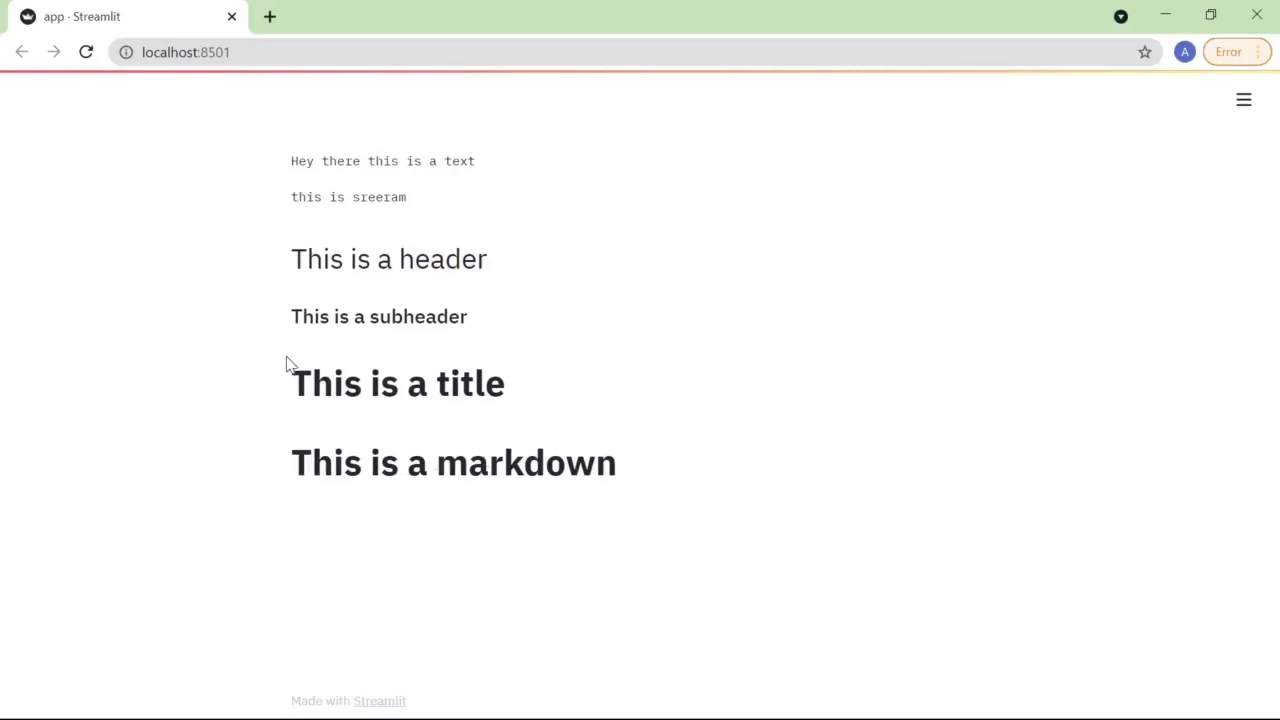 app · Streamlit
localhost:8501
A
Error
Hey there this is a text
this is sreeram
This is a header
This is a subheader
This is a title
This is a markdown
Made with Streamlit